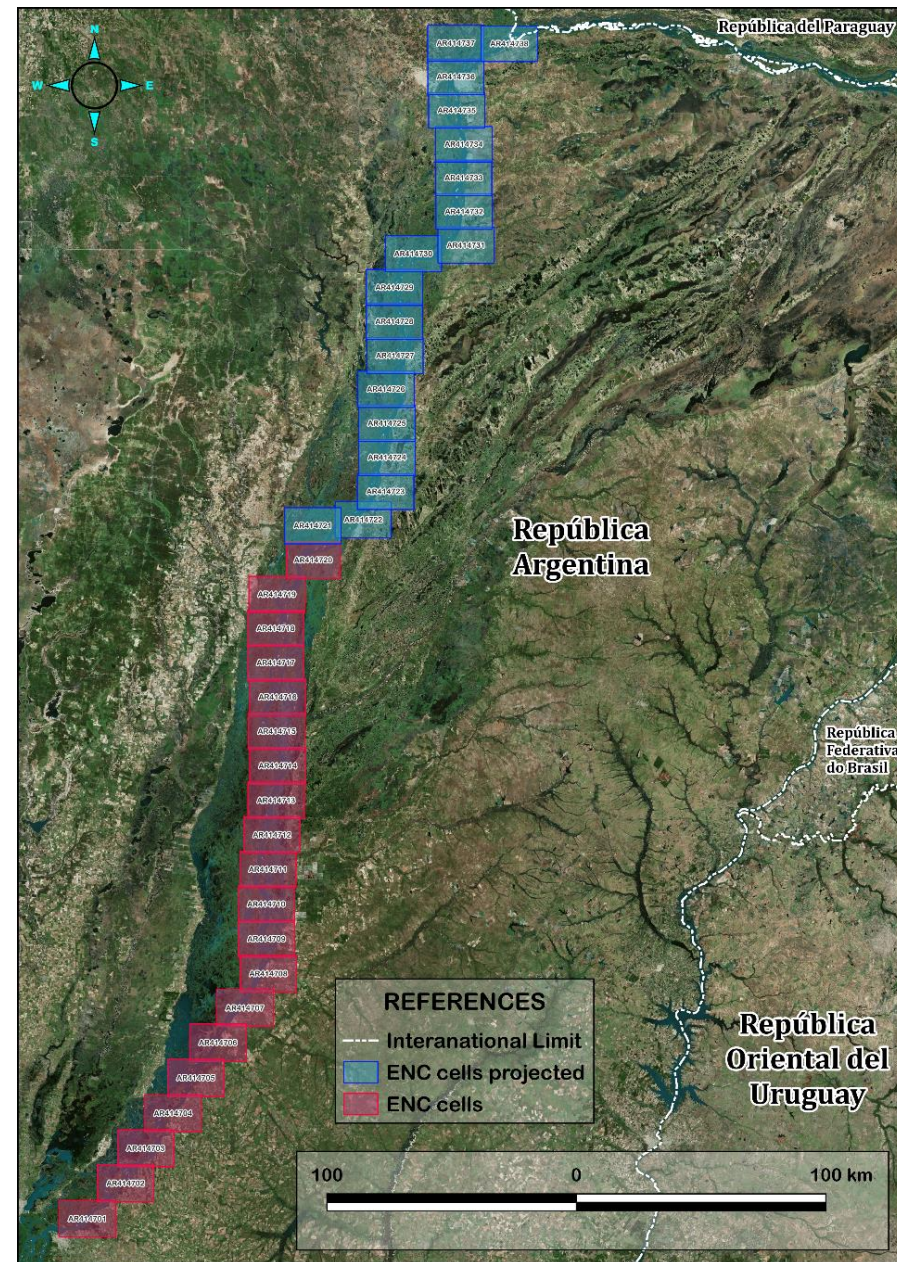 República del Paraguay
N
W E
S
AR414737 AR414738
AR414736
AR414735
AR414734
AR414733
AR414732
AR414731
AR414730
AR414729
AR414728
AR414727
AR414726
AR414725
AR414724
AR414723
AR414722
AR414721
República
Argentina
AR414720
AR414719
AR414718
AR414717
AR414716
AR414715
AR414714
AR414713
AR414712
AR414711
AR414710
AR414709
AR414708
AR414707
AR414706
AR414705
AR414704
AR414703
AR414702
AR414701
República
Federativa
do Brasil
República
Oriental del
Uruguay
REFERENCES
Interanational Limit
ENC cells projected
ENC cells
100 0 100 km